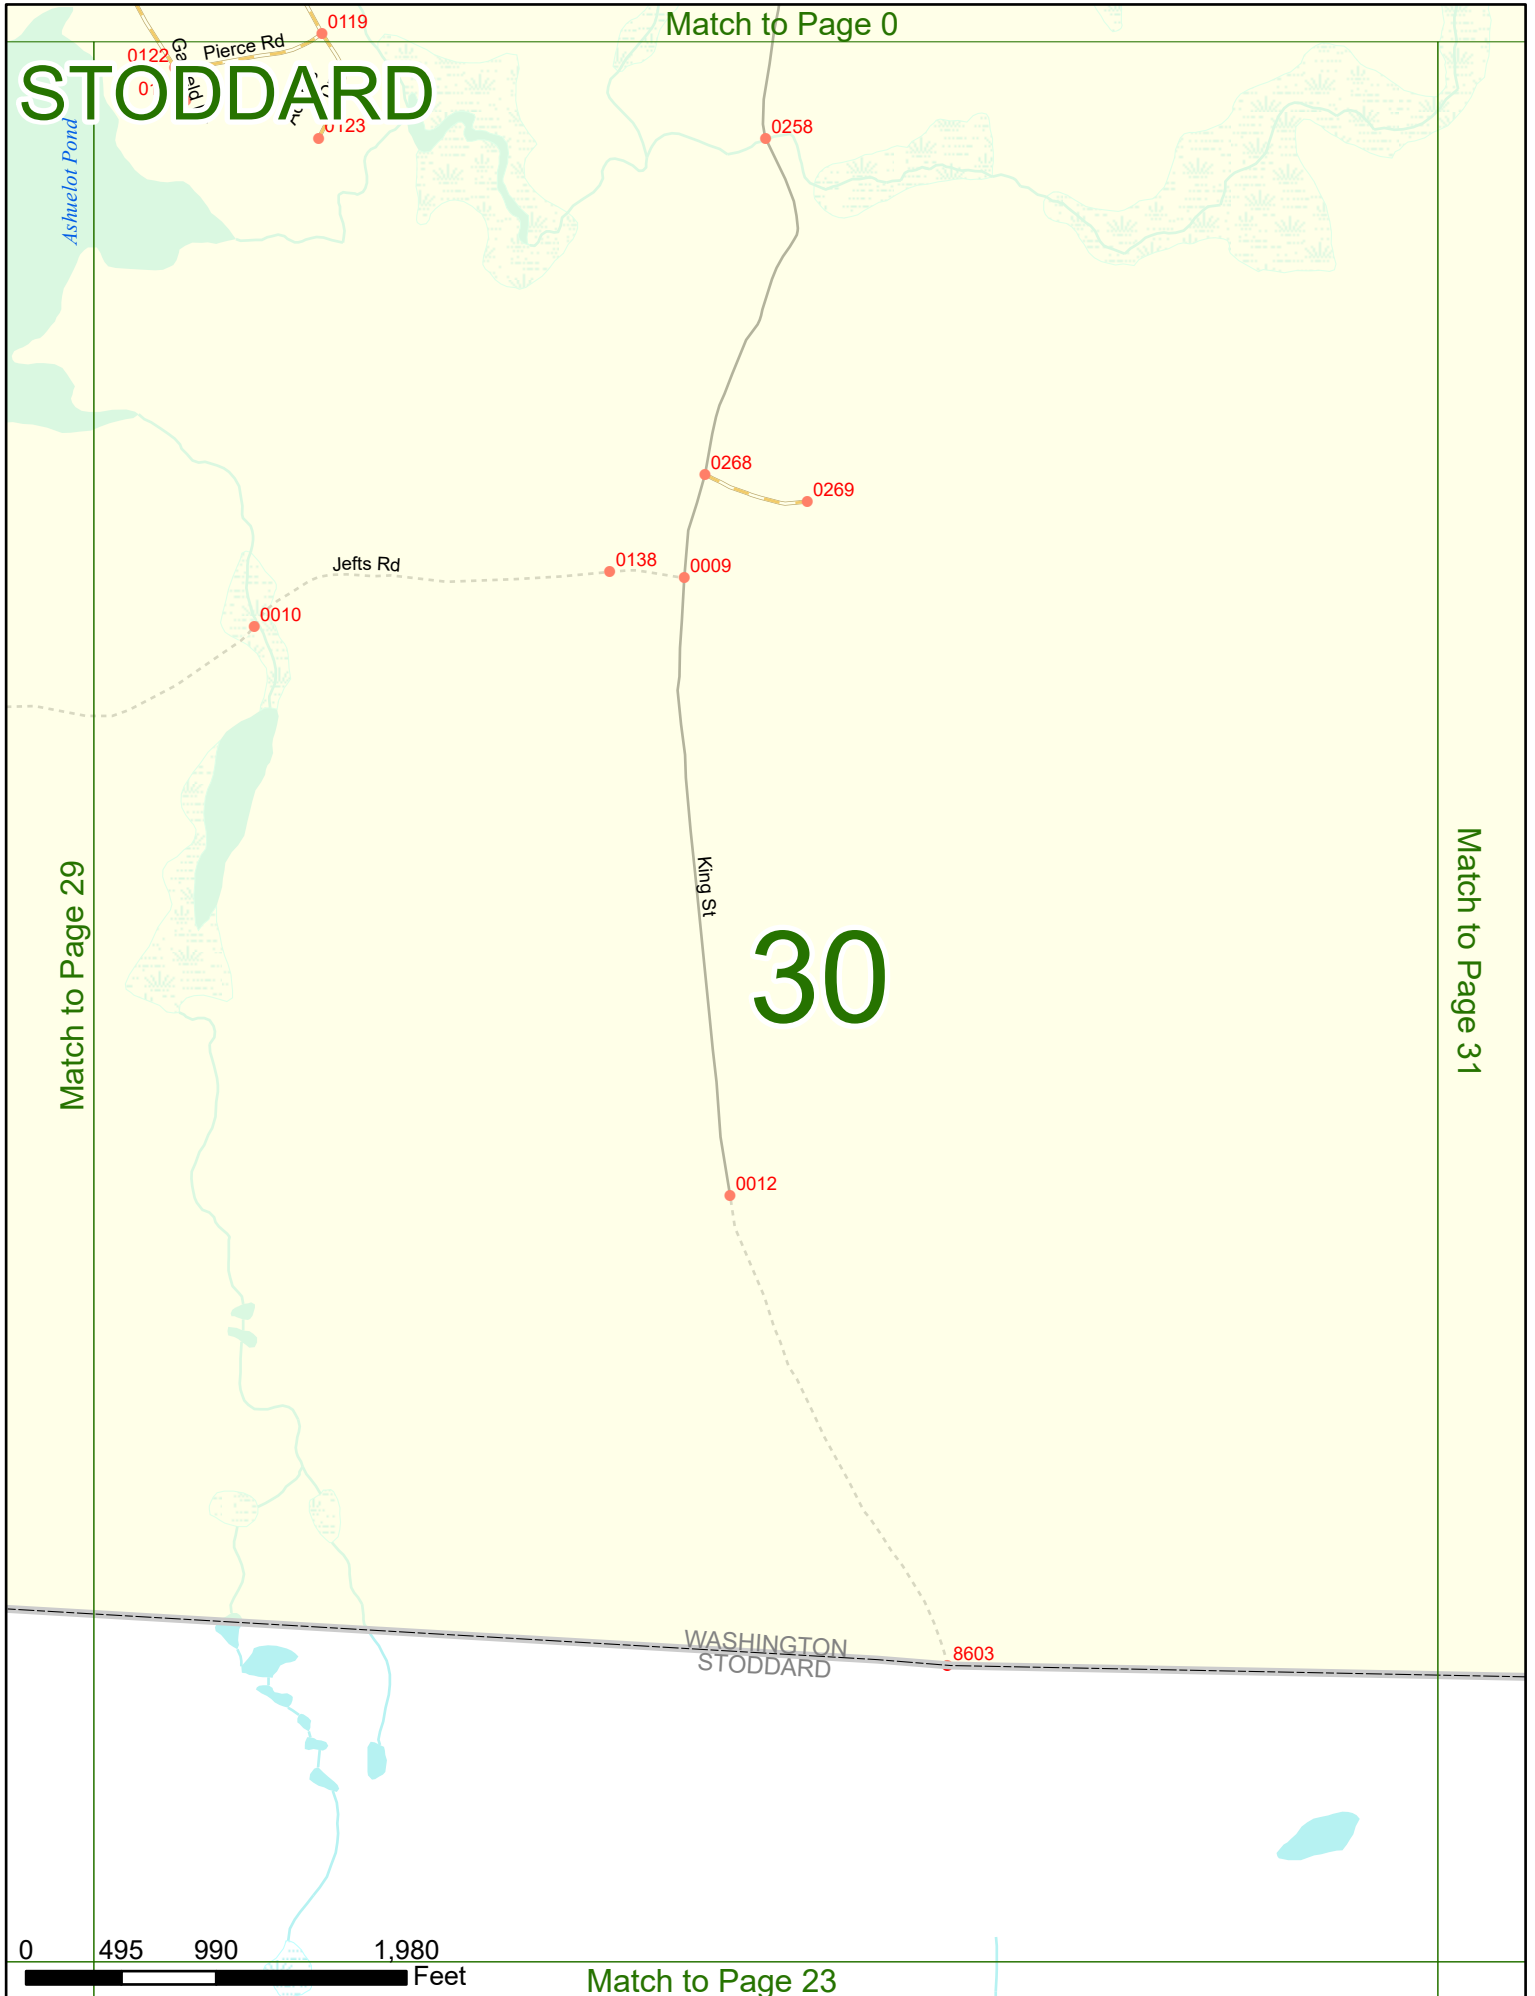 Match to Page 0
0119
Pierce Rd
0122
STODDARD
0123
0258
Ashuelot Pond
0268
0269
Jefts Rd
0138
0009
0010
King St
30
Match to Page 29
Match to Page 31
0012
WASHINGTON
STODDARD
8603
0 495 990 1,980
Feet
Match to Page 23